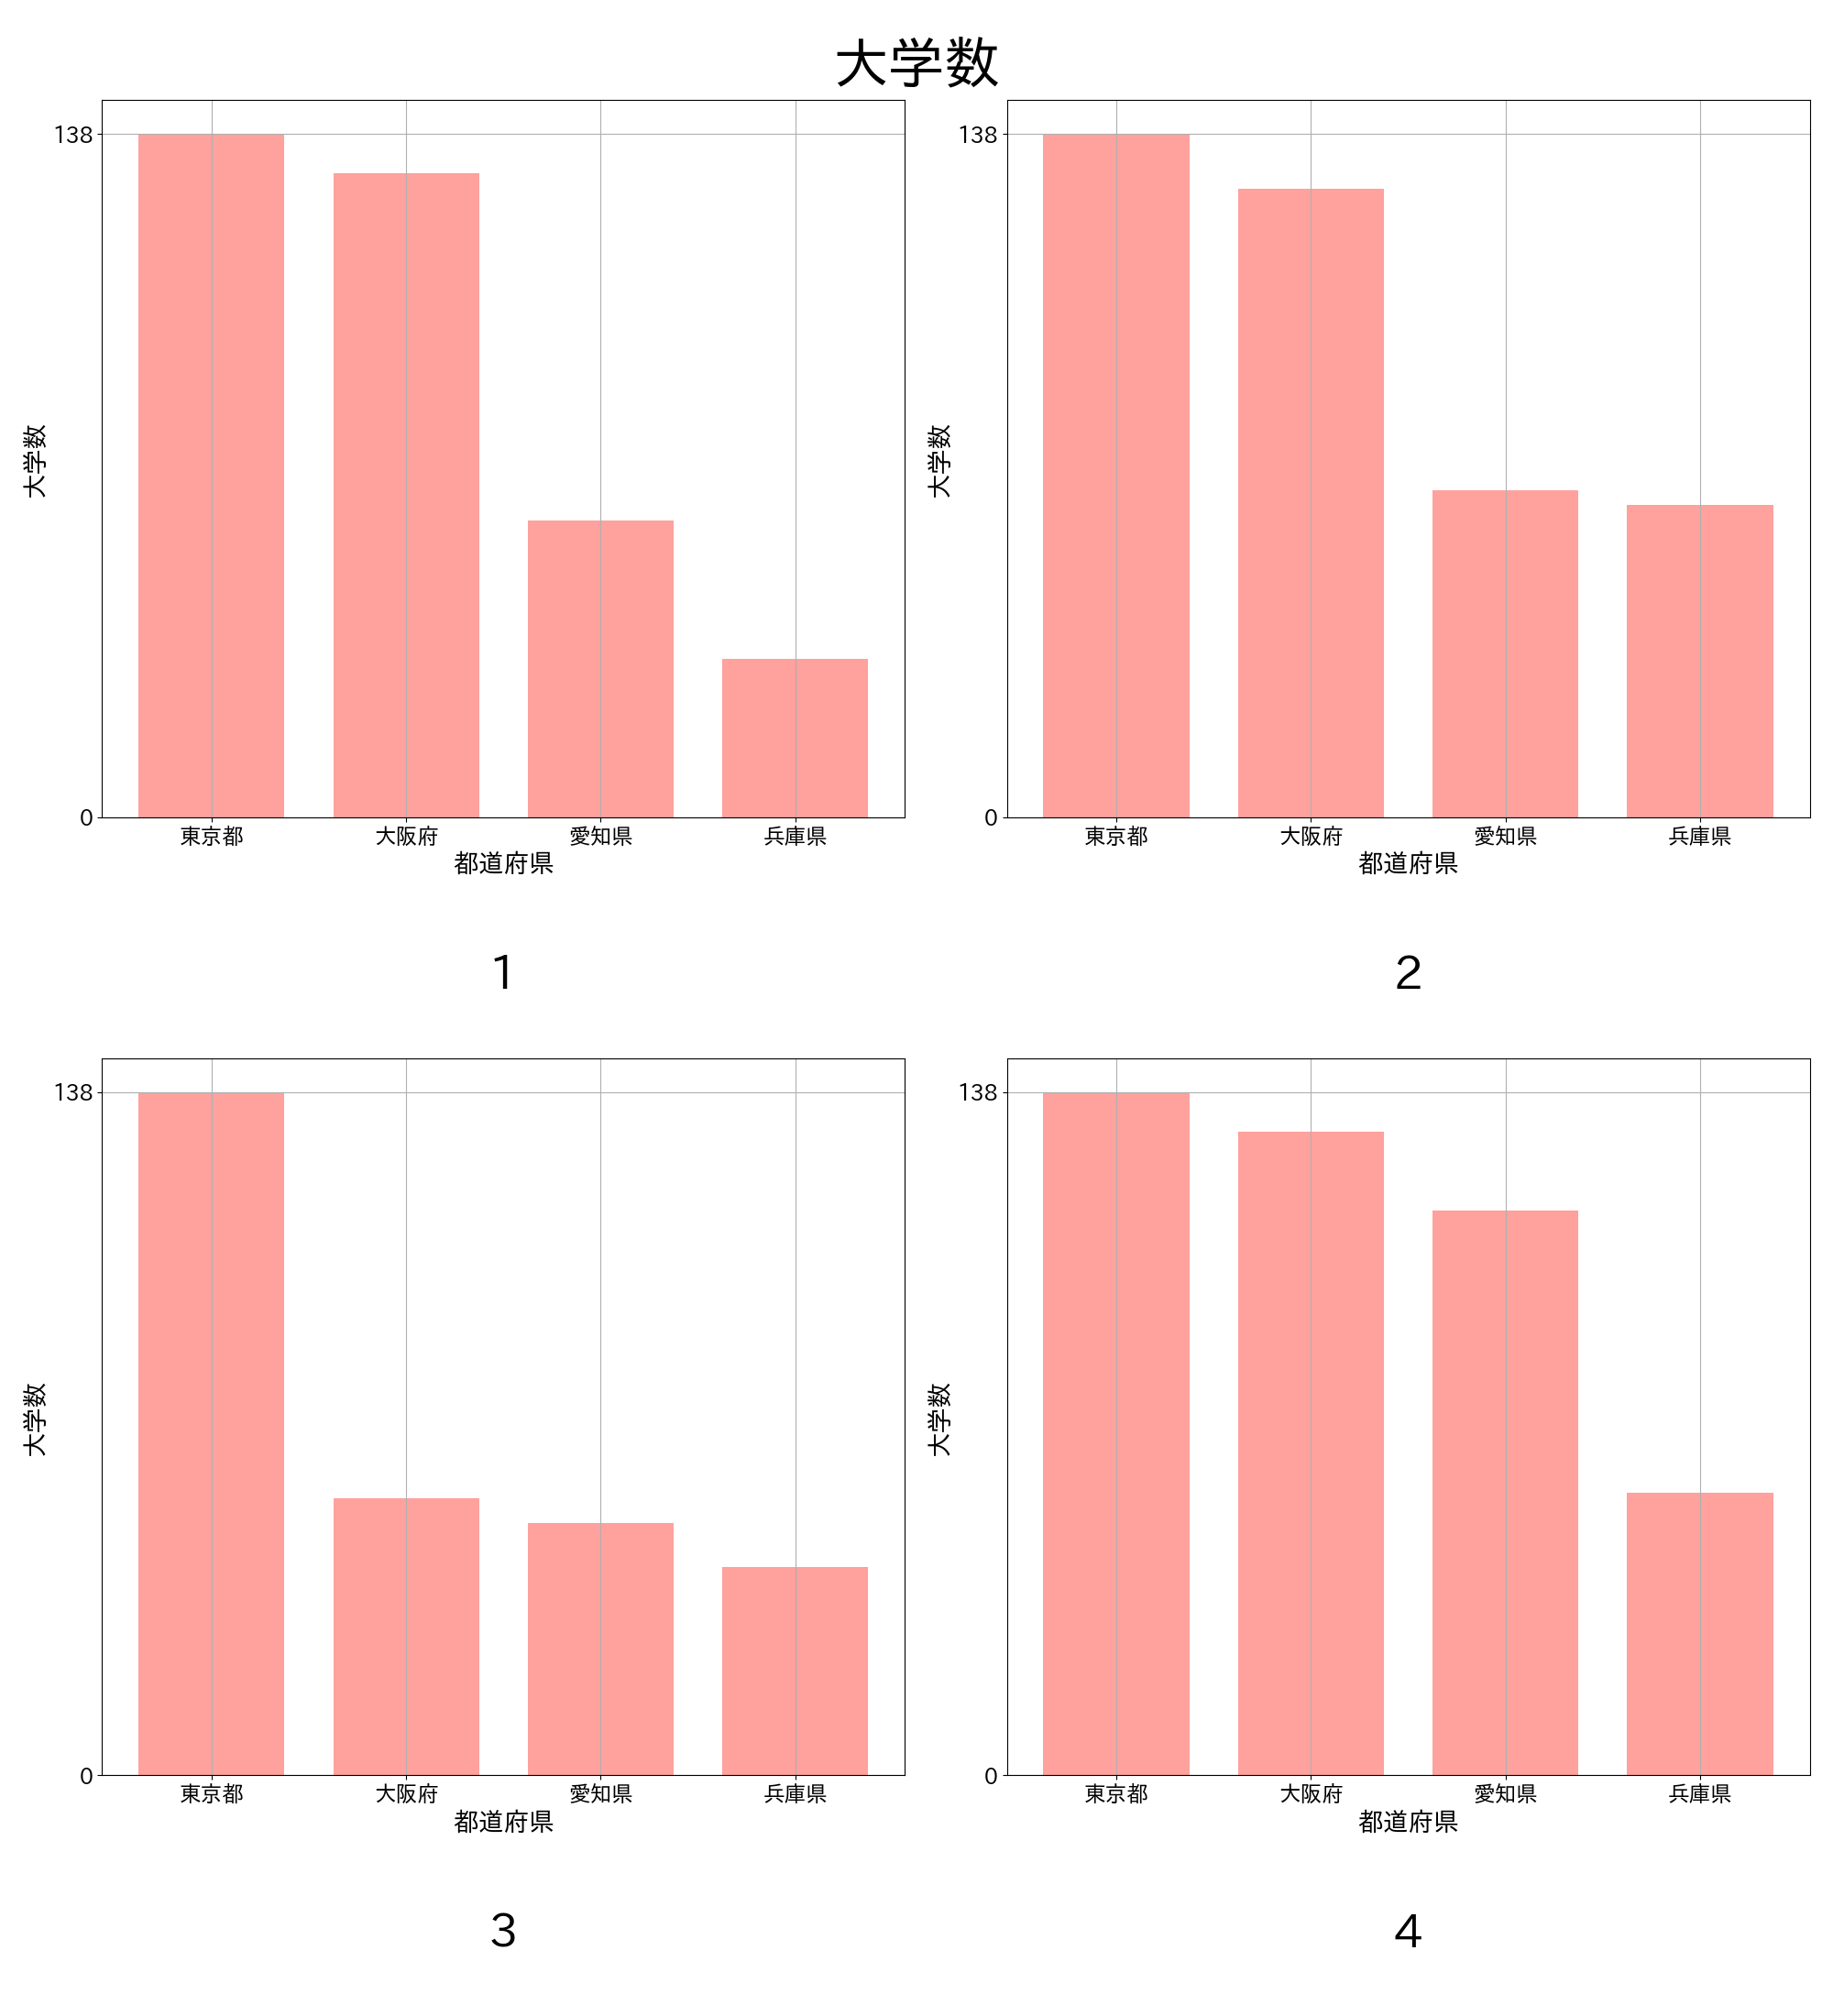 大学数
138
0
大学数
東京都 大阪府 愛知県 兵庫県
都道府県
1
138
0
大学数
東京都 大阪府 愛知県 兵庫県
都道府県
2
138
0
大学数
東京都 大阪府 愛知県 兵庫県
都道府県
3
138
0
大学数
東京都 大阪府 愛知県 兵庫県
都道府県
4